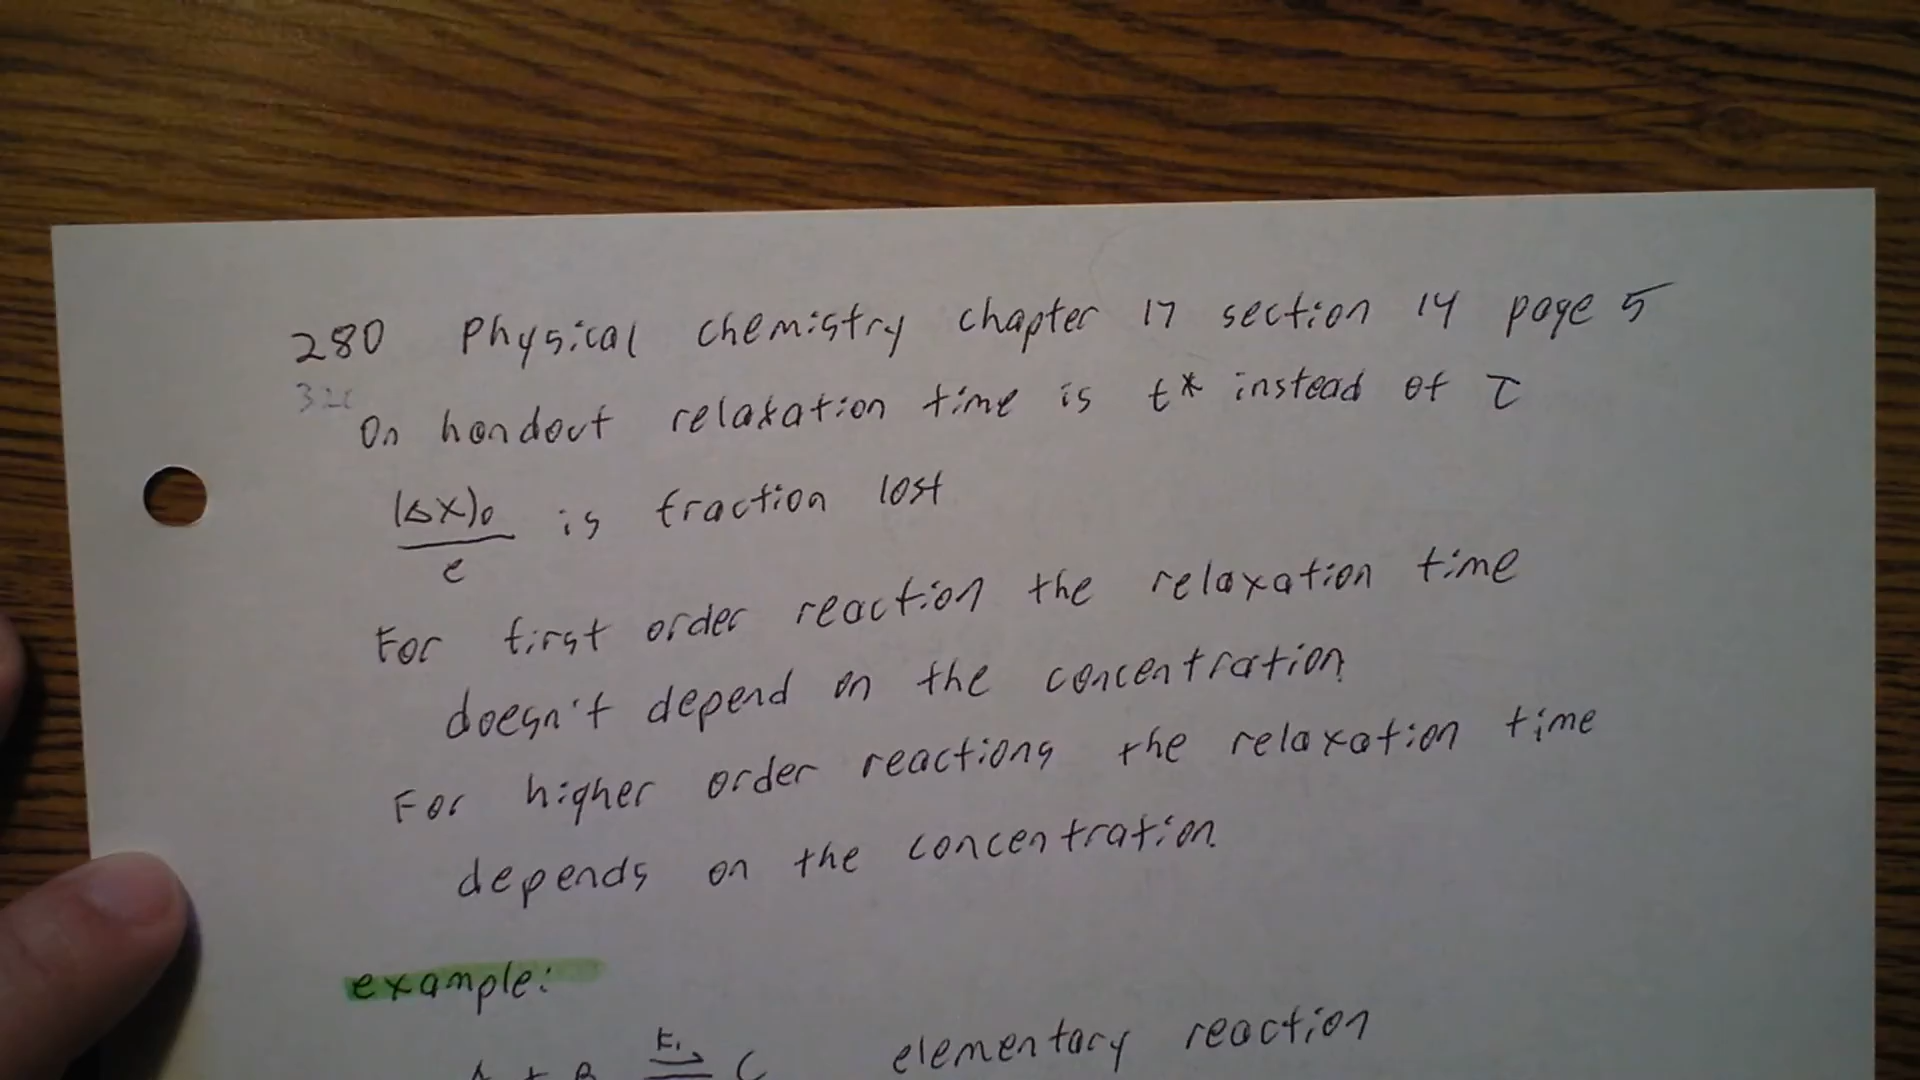 280 Physical chemistry chapter 17 section 14 page 5
On handout relaxation time is t* instead of τ
(Δx)₀
e is fraction lost
For first order reaction the relaxation time
doesn't depend on the concentration.
For higher order reactions the relaxation time
depends on the concentration.
example:
A + B ⇌ C elementary reaction